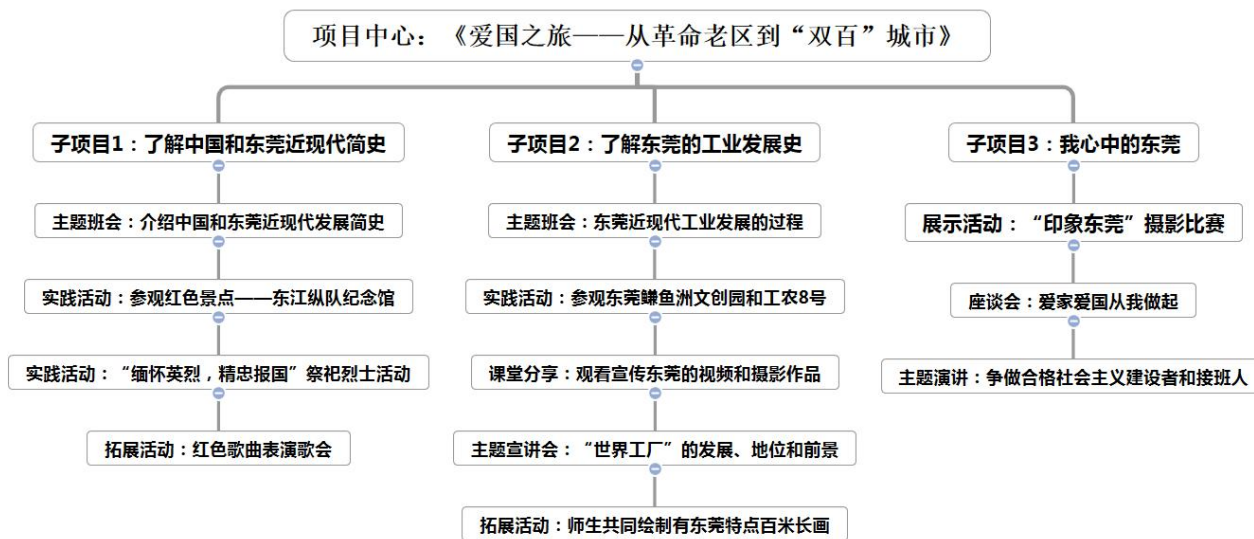 项目中心：《爱国之旅——从革命老区到“双百”城市》
子项目1：了解中国和东莞近现代简史
主题班会：介绍中国和东莞近现代发展简史
实践活动：参观红色景点——东江纵队纪念馆
实践活动：“缅怀英烈，精忠报国”祭祀烈士活动
拓展活动：红色歌曲表演歌会
子项目2：了解东莞的工业发展史
主题班会：东莞近现代工业发展的过程
实践活动：参观东莞鳒鱼洲文创园和工农8号
课堂分享：观看宣传东莞的视频和摄影作品
主题宣讲会：“世界工厂”的发展、地位和前景
拓展活动：师生共同绘制有东莞特点百米长画
子项目3：我心中的东莞
展示活动：“印象东莞”摄影比赛
座谈会：爱家爱国从我做起
主题演讲：争做合格社会主义建设者和接班人